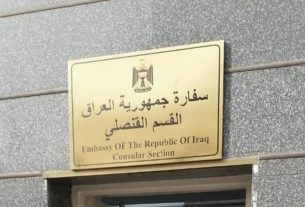 سفارة جمهورية العراق
القسم القنصلي
Embassy OF The Republic Of Iraq
Consular Section